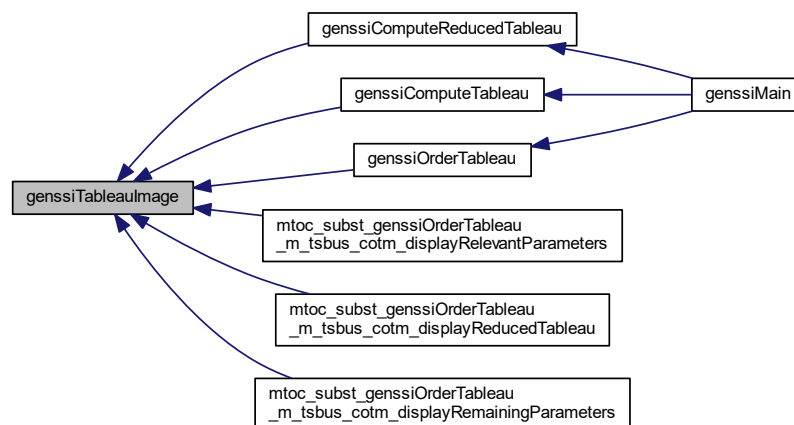 genssiComputeReducedTableau
genssiComputeTableau
genssiMain
genssiOrderTableau
genssiTableauImage
mtoc_subst_genssiOrderTableau
_m_tsbus_cotm_displayRelevantParameters
mtoc_subst_genssiOrderTableau
_m_tsbus_cotm_displayReducedTableau
mtoc_subst_genssiOrderTableau
_m_tsbus_cotm_displayRemainingParameters